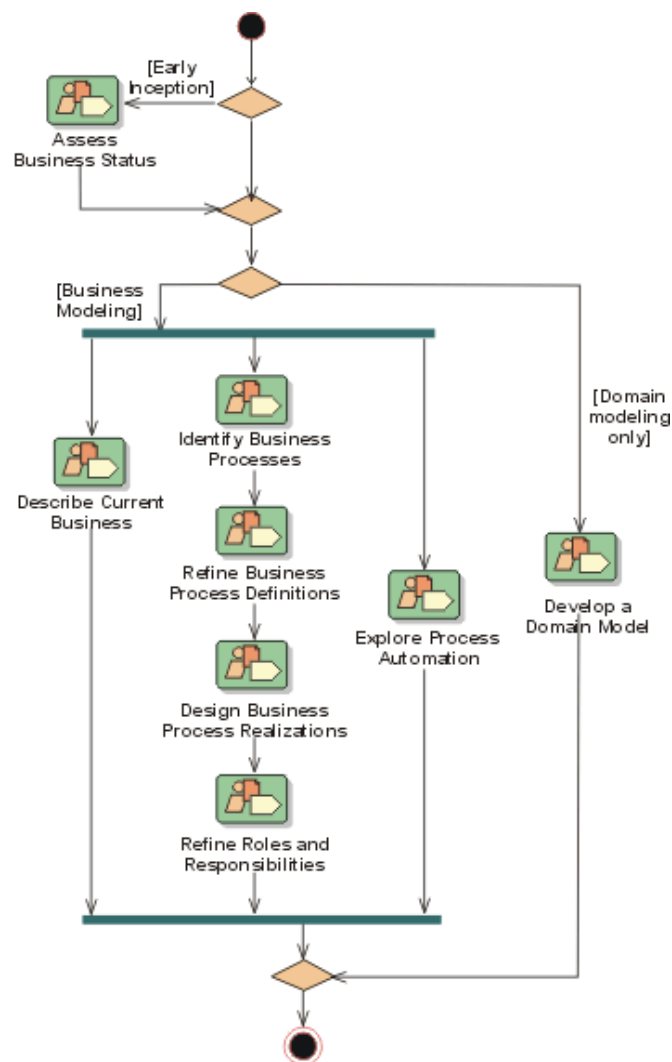 [Early
Inception]
Assess
Business Status
[Business
Modeling]
[Domain
modeling
only]
Identify Business
Processes
Describe Current
Business
Refine Business
Process Definitions
Develop a
Domain Model
Explore Process
Automation
Design Business
Process Realizations
Refine Roles and
Responsibilities